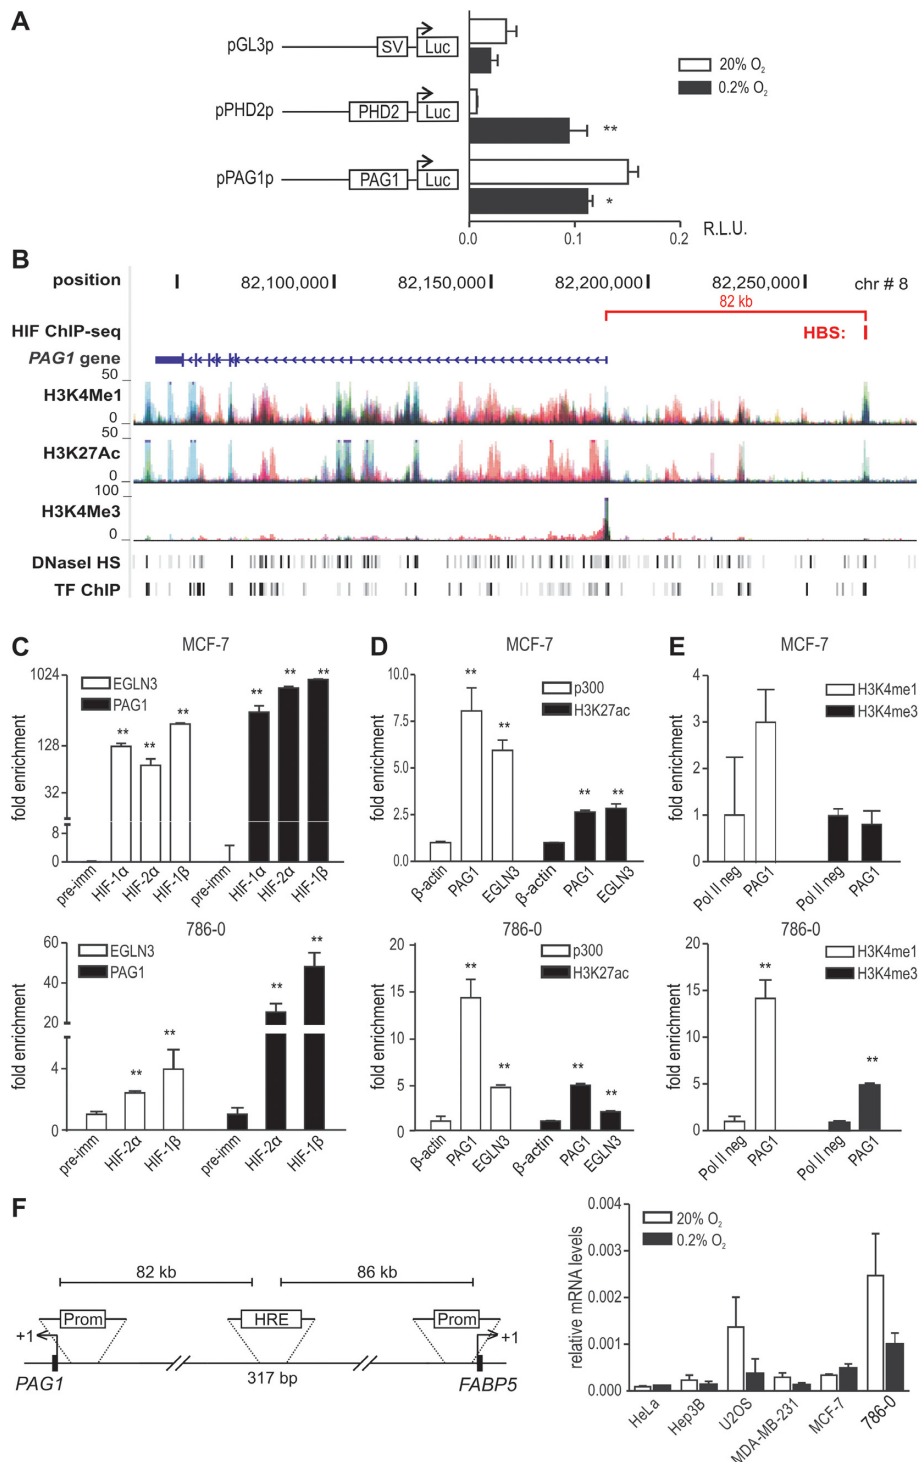 A
pGL3p
SV
Luc
pPHD2p
PHD2
Luc
pPAG1p
PAG1
Luc
20% O2
0.2% O2
**
*
0.0
0.1
0.2
R.L.U.
B
position
82,100,000
82,150,000
82,200,000
82,250,000
chr # 8
82 kb
HIF ChIP-seq
HBS:
PAG1 gene
50
H3K4Me1
0
50
H3K27Ac
0
100
H3K4Me3
0
DNaseI HS
TF ChIP
C
MCF-7
EGLN3
PAG1
fold enrichment
1024
128
32
8
0
** ** ** ** ** **
pre-imm
HIF-1α
HIF-2α
HIF-1β
pre-imm
HIF-1α
HIF-2α
HIF-1β
786-0
EGLN3
PAG1
fold enrichment
60
40
20
4
0
** ** ** **
pre-imm
HIF-2α
HIF-1β
pre-imm
HIF-2α
HIF-1β
D
MCF-7
p300
H3K27ac
fold enrichment
10.0
7.5
5.0
2.5
0.0
** ** ** **
β-actin
PAG1
EGLN3
β-actin
PAG1
EGLN3
786-0
p300
H3K27ac
fold enrichment
20
15
10
5
0
** ** ** **
β-actin
PAG1
EGLN3
β-actin
PAG1
EGLN3
E
MCF-7
H3K4me1
H3K4me3
fold enrichment
4
3
2
1
0
Pol II neg
PAG1
Pol II neg
PAG1
786-0
H3K4me1
H3K4me3
fold enrichment
20
15
10
5
0
** **
Pol II neg
PAG1
Pol II neg
PAG1
F
82 kb
86 kb
Prom
HRE
Prom
+1
+1
PAG1
317 bp
FABP5
20% O2
0.2% O2
relative mRNA levels
0.004
0.003
0.002
0.001
0.000
HeLa
Hep3B
U2OS
MDA-MB-231
MCF-7
786-0